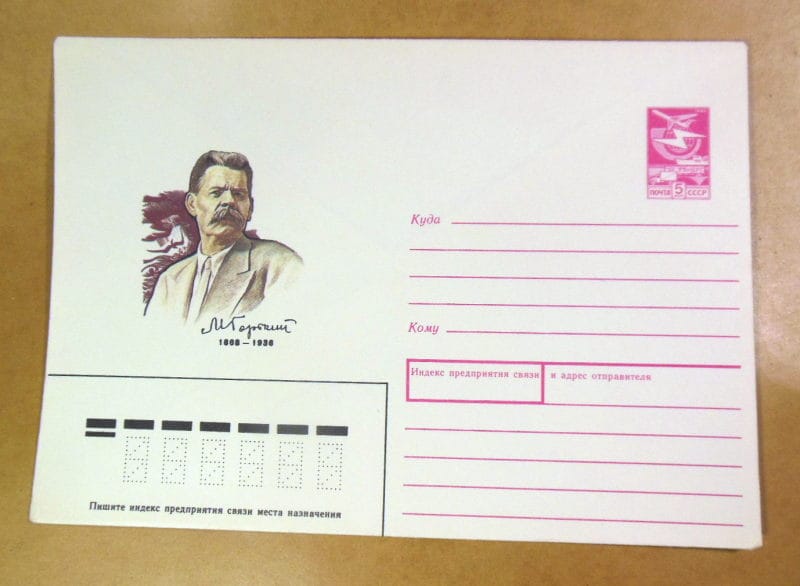 ПОЧТА 5 СССР
Куда
М Горький
1868 – 1936
Кому
Индекс предприятия связи и адрес отправителя
Пишите индекс предприятия связи места назначения